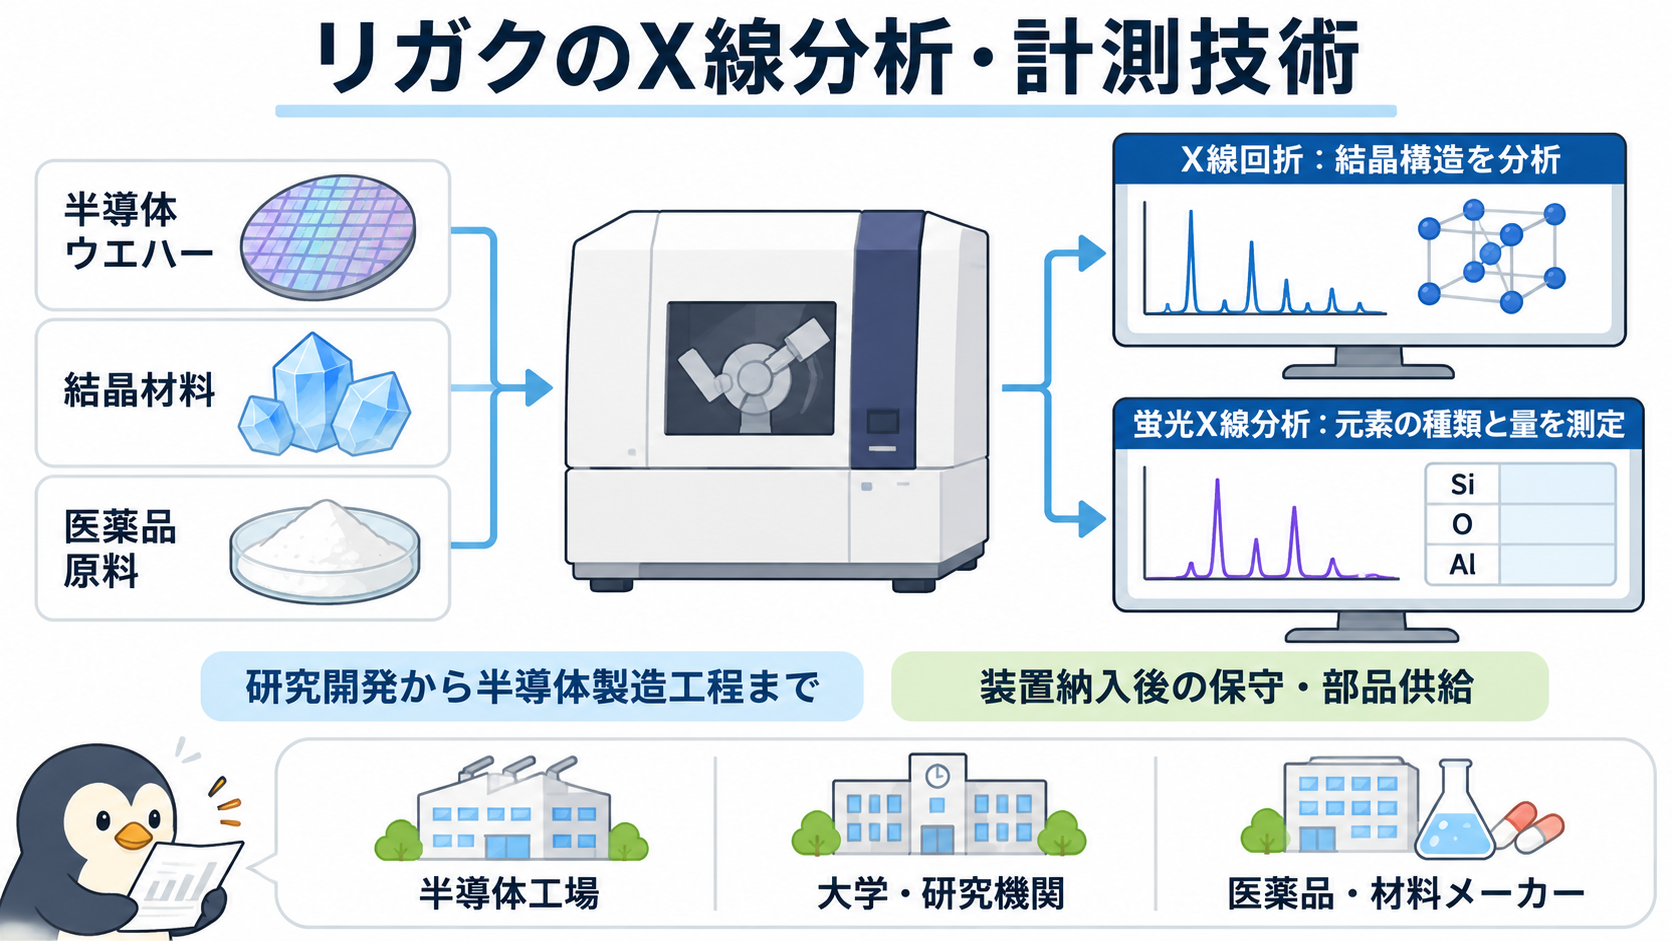 リガクのX線分析・計測技術
半導体
ウエハー
結晶材料
医薬品
原料
X線回折：結晶構造を分析
蛍光X線分析：元素の種類と量を測定
Si
O
Al
研究開発から半導体製造工程まで
装置納入後の保守・部品供給
半導体工場
大学・研究機関
医薬品・材料メーカー